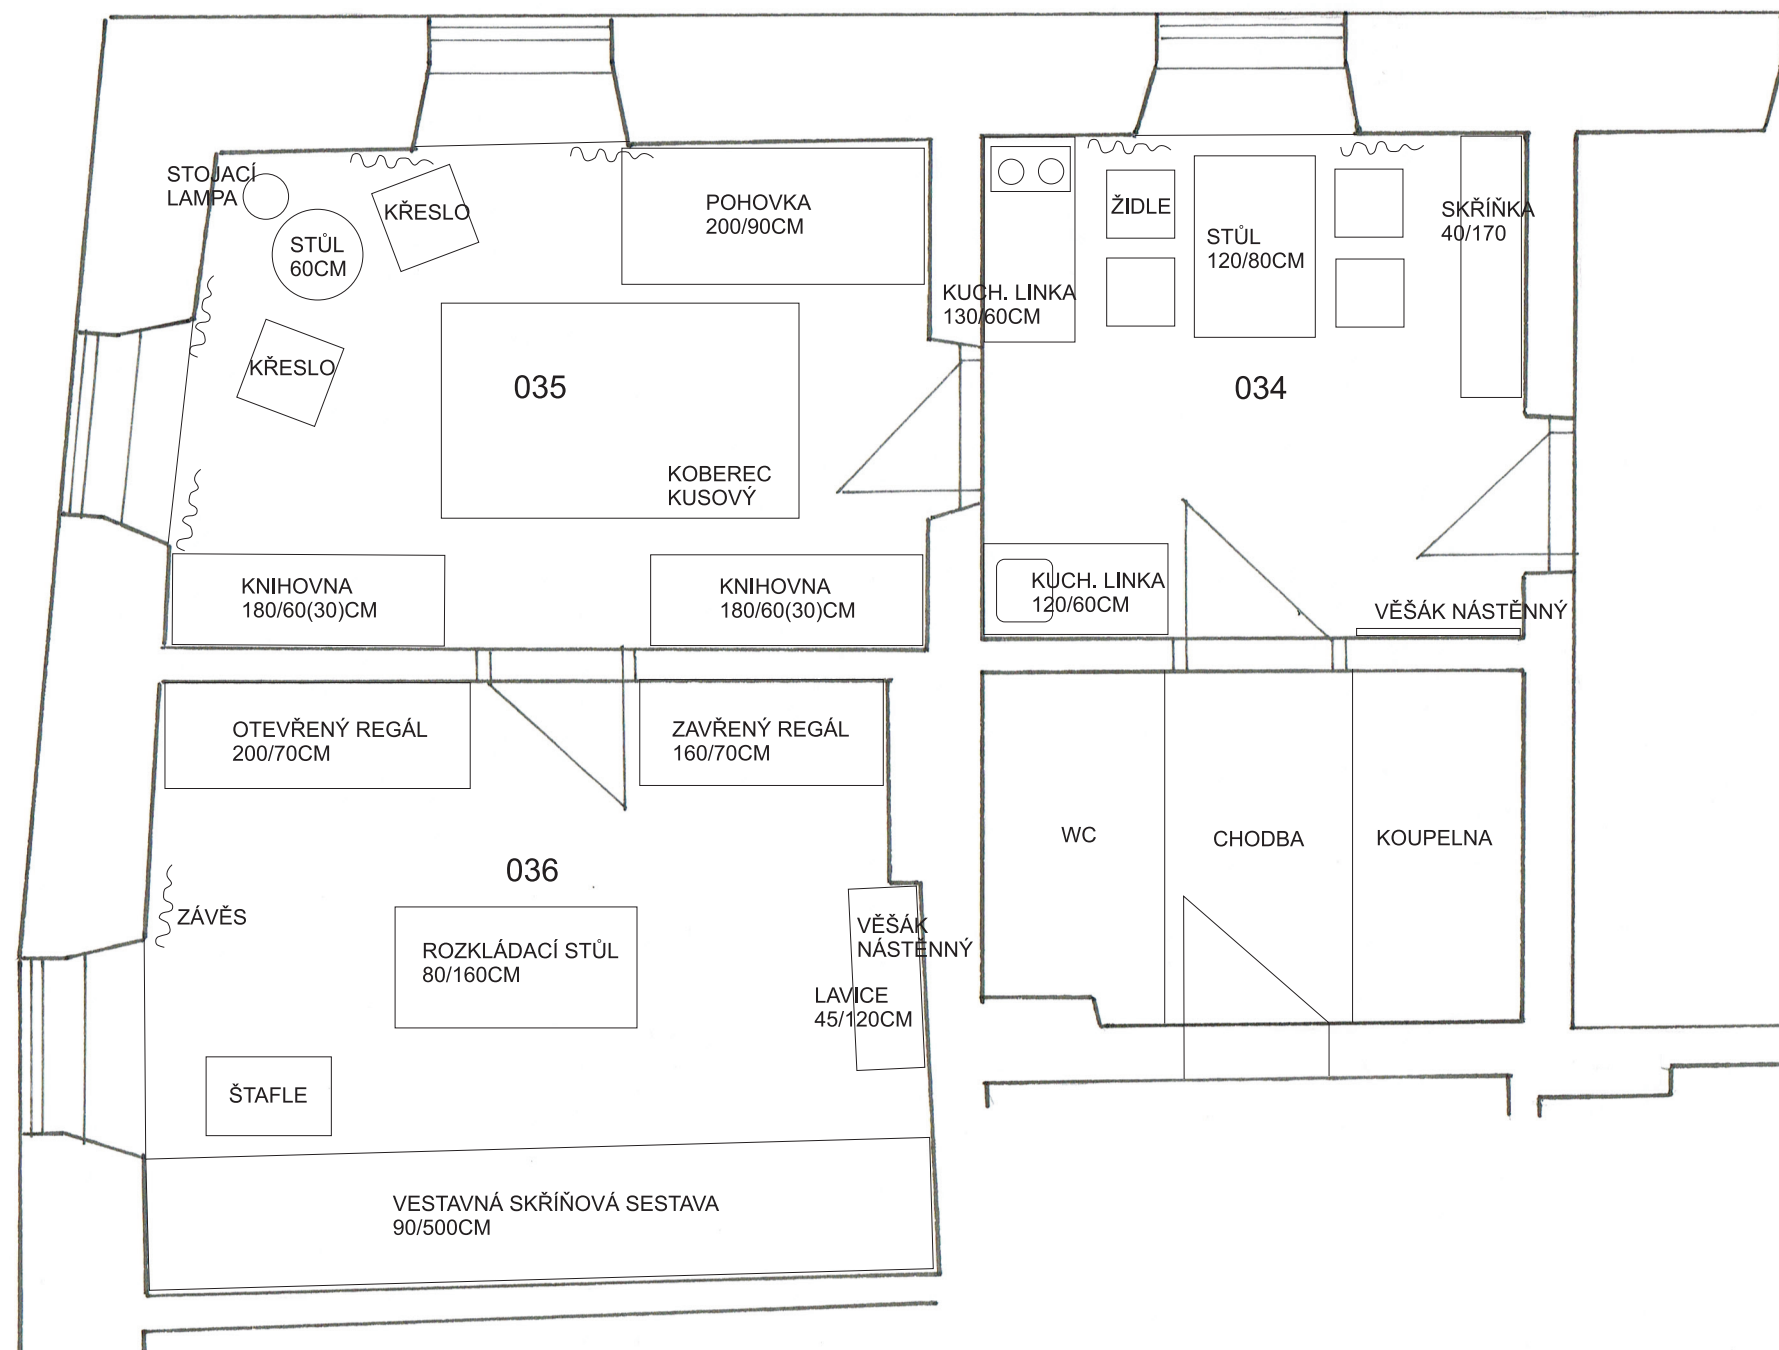 STOJACÍ
LAMPA
KŘESLO
STŮL
60CM
POHOVKA
200/90CM
KŘESLO
035
KOBEREC
KUSOVÝ
KNIHOVNA
180/60(30)CM
KNIHOVNA
180/60(30)CM
KUCH. LINKA
130/60CM
ŽIDLE
STŮL
120/80CM
SKŘÍŇKA
40/170
034
KUCH. LINKA
120/60CM
VĚŠÁK NÁSTĚNNÝ
OTEVŘENÝ REGÁL
200/70CM
ZAVŘENÝ REGÁL
160/70CM
036
ZÁVĚS
ROZKLÁDACÍ STŮL
80/160CM
VĚŠÁK
NÁSTĚNNÝ
LAVICE
45/120CM
ŠTAFLE
VESTAVNÁ SKŘÍŇOVÁ SESTAVA
90/500CM
WC
CHODBA
KOUPELNA